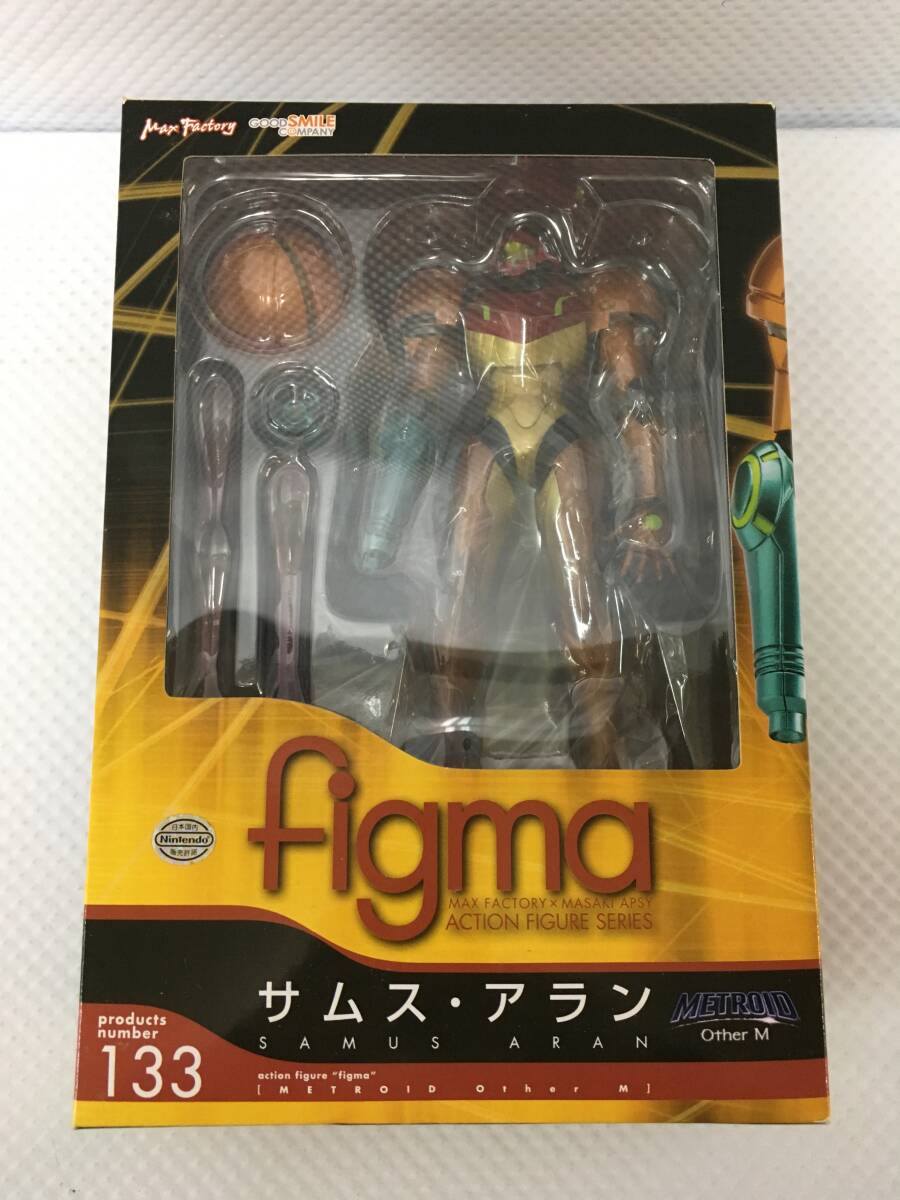 Max Factory
GOOD SMILE COMPANY
figma
MAX FACTORY × MASAKI APSY
ACTION FIGURE SERIES
日本国内
Nintendo
販売許諾
サムス・アラン
SAMUS ARAN
METROID
Other M
products number
133
action figure "figma"
[METROID Other M]